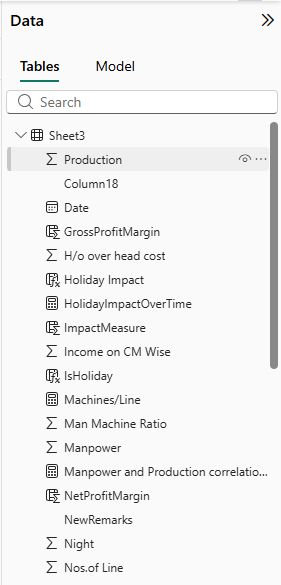 Data
Tables Model
Search
Sheet3
Production
Column18
Date
GrossProfitMargin
H/o over head cost
Holiday Impact
HolidayImpactOverTime
ImpactMeasure
Income on CM Wise
IsHoliday
Machines/Line
Man Machine Ratio
Manpower
Manpower and Production correlatio...
NetProfitMargin
NewRemarks
Night
Nos.of Line